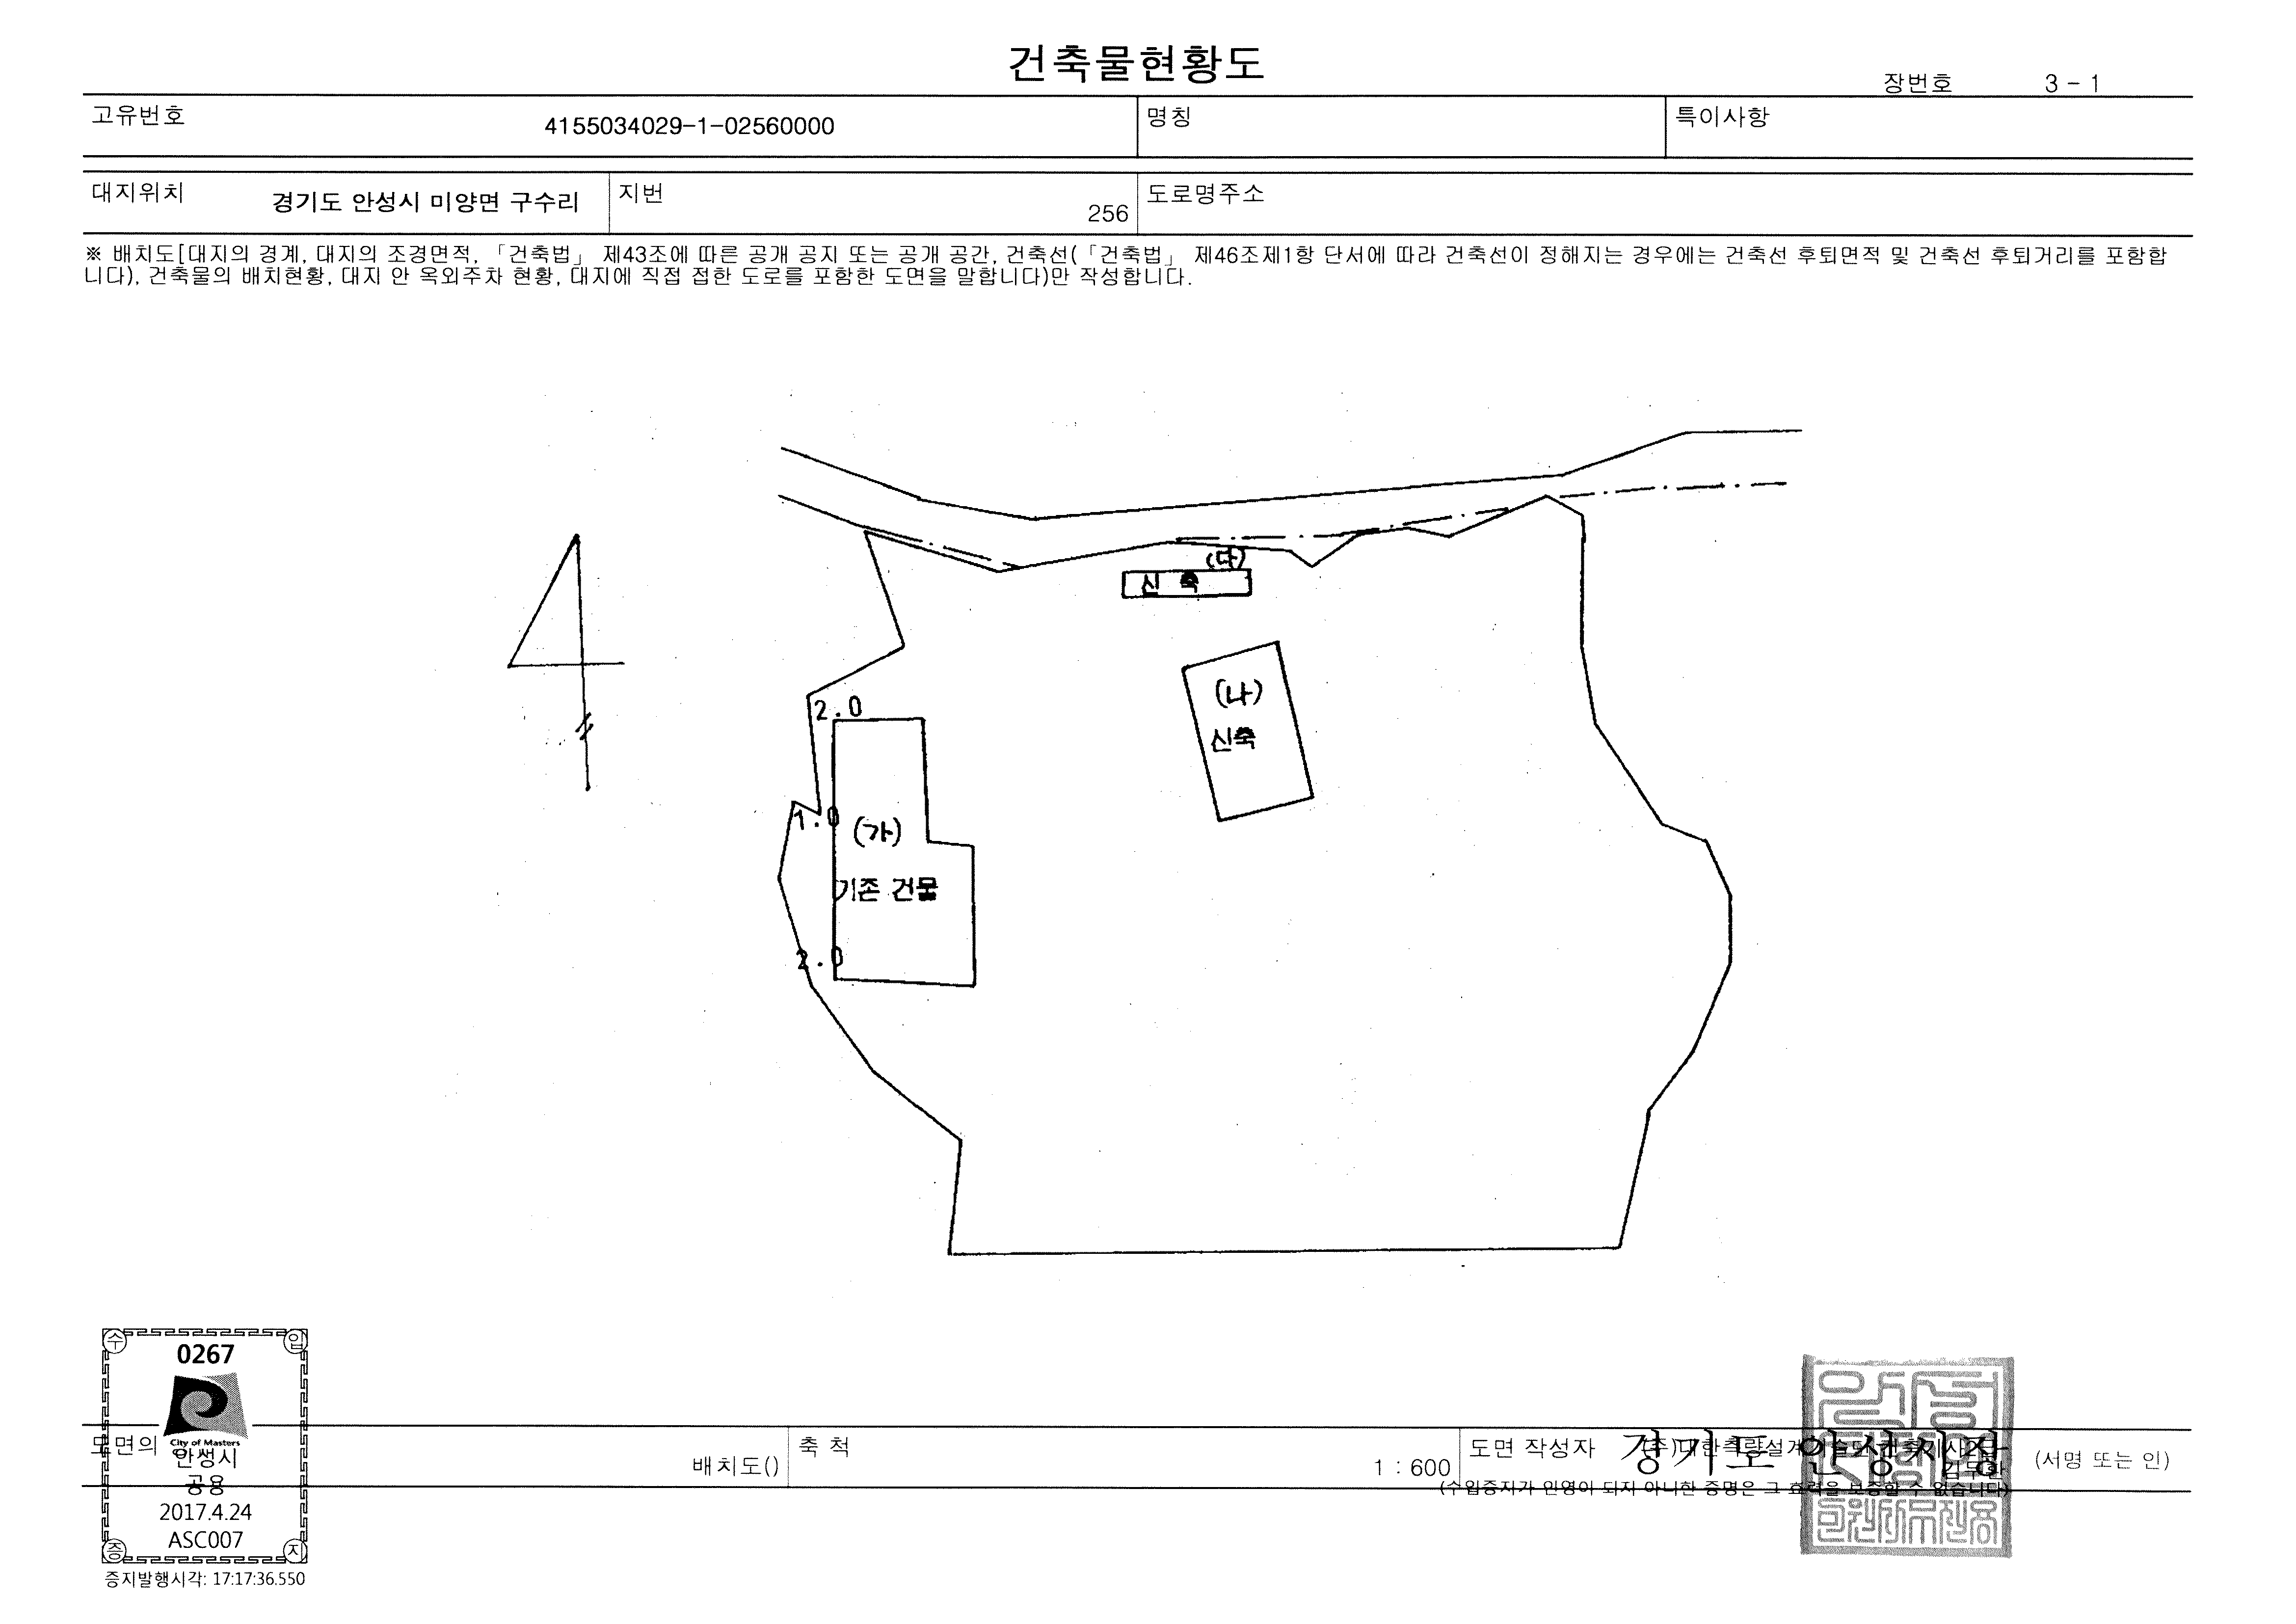 건축물현황도
장번호 3 - 1
고유번호 4155034029-1-02560000 명칭 특이사항
대지위치 경기도 안성시 미양면 구수리 지번 256 도로명주소
※ 배치도[대지의 경계, 대지의 조경면적, 「건축법」 제43조에 따른 공개 공지 또는 공개 공간, 건축선(「건축법」 제46조제1항 단서에 따라 건축선이 정해지는 경우에는 건축선 후퇴면적 및 건축선 후퇴거리를 포함합
니다), 건축물의 배치현황, 대지 안 옥외주차 현황, 대지에 직접 접한 도로를 포함한 도면을 말합니다)만 작성합니다.
(다)
신 축
(나)
신축
2.0
1.0
(가)
기존 건물
2.0
수 입
0267
City of Masters
안성시
공용
2017.4.24
ASC007
증 지
증지발행시각: 17:17:36.550
도면의
배치도()
축 척
1 : 600
도면 작성자
경기도 안성시장
(서명 또는 인)
(수입증지가 인영이 되지 아니한 증명은 그 효력을 보증할 수 없습니다)